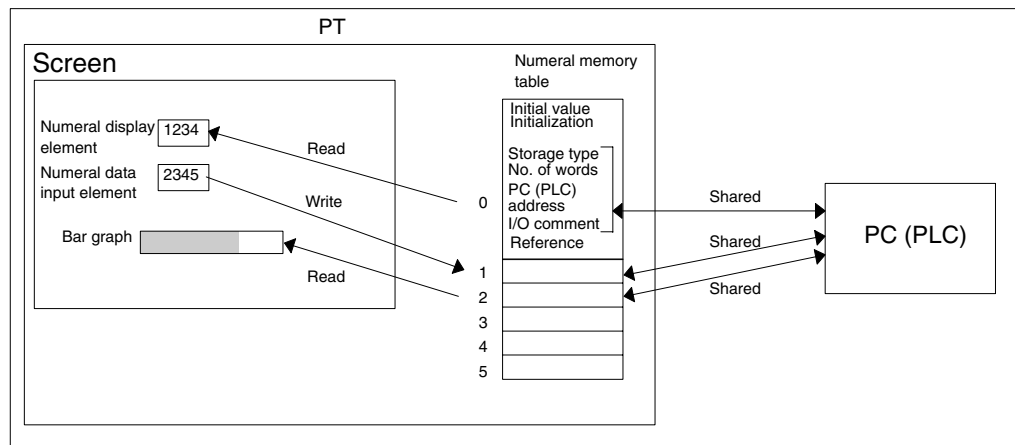 PT
Screen
Numeral memory
table
Initial value
Initialization
Numeral display
element
1234
Read
Storage type
No. of words
PC (PLC)
address
I/O comment
Reference
0
Shared
PC (PLC)
Numeral data
input element
2345
Write
Bar graph
Read
1
Shared
2
Shared
3
4
5